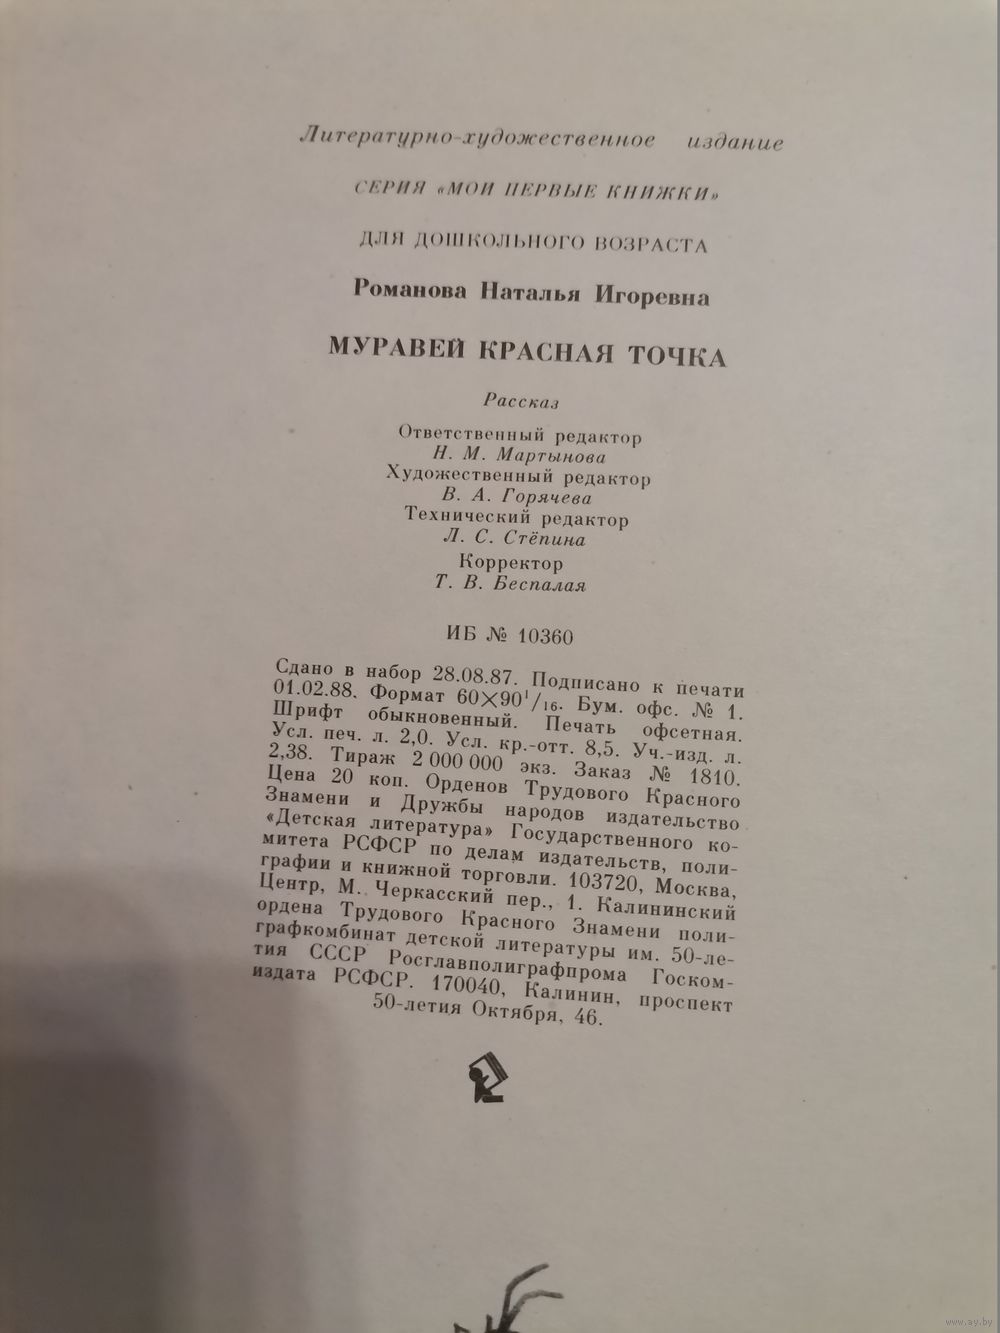 Литературно-художественное издание
СЕРИЯ «МОИ ПЕРВЫЕ КНИЖКИ»
ДЛЯ ДОШКОЛЬНОГО ВОЗРАСТА
Романова Наталья Игоревна
МУРАВЕЙ КРАСНАЯ ТОЧКА
Рассказ
Ответственный редактор
Н. М. Мартынова
Художественный редактор
В. А. Горячева
Технический редактор
Л. С. Стёпина
Корректор
Т. В. Беспалая
ИБ № 10360
Сдано в набор 28.08.87. Подписано к печати
01.02.88. Формат 60×90 1/16. Бум. офс. № 1.
Шрифт обыкновенный. Печать офсетная.
Усл. печ. л. 2,0. Усл. кр.-отт. 8,5. Уч.-изд. л.
2,38. Тираж 2 000 000 экз. Заказ № 1810.
Цена 20 коп. Орденов Трудового Красного
Знамени и Дружбы народов издательство
«Детская литература» Государственного ко-
митета РСФСР по делам издательств, поли-
графии и книжной торговли. 103720, Москва,
Центр, М. Черкасский пер., 1. Калининский
ордена Трудового Красного Знамени поли-
графкомбинат детской литературы им. 50-ле-
тия СССР Росглавполиграфпрома Госком-
издата РСФСР. 170040, Калинин, проспект
50-летия Октября, 46.
www.ay.by